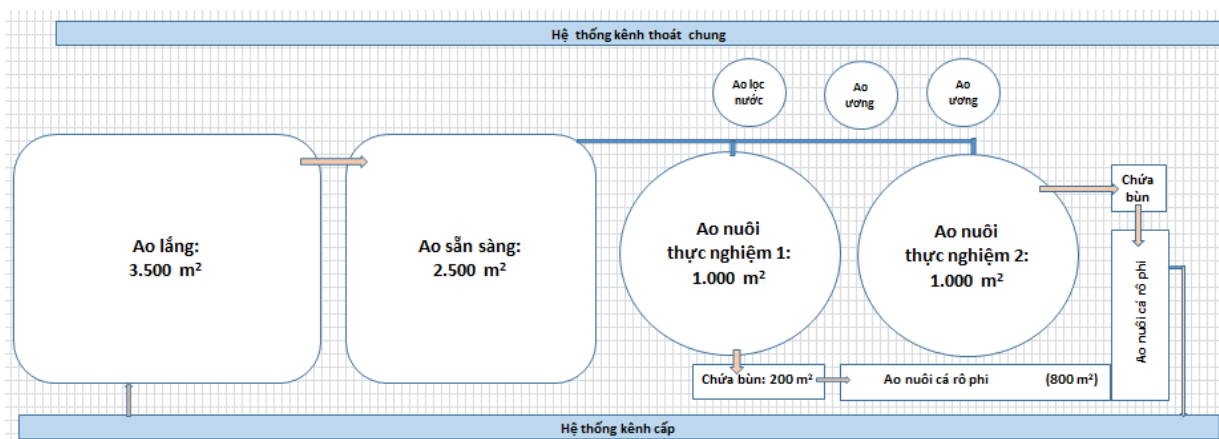 Hệ thống kênh thoát chung
Ao lọc
nước
Ao
ương
Ao
ương
Ao lắng:
3.500 m²
Ao sẵn sàng:
2.500 m²
Ao nuôi
thực nghiệm 1:
1.000 m²
Ao nuôi
thực nghiệm 2:
1.000 m²
Chứa
bùn
Ao nuôi cá rô phi
Chứa bùn: 200 m²
Ao nuôi cá rô phi (800 m²)
Hệ thống kênh cấp